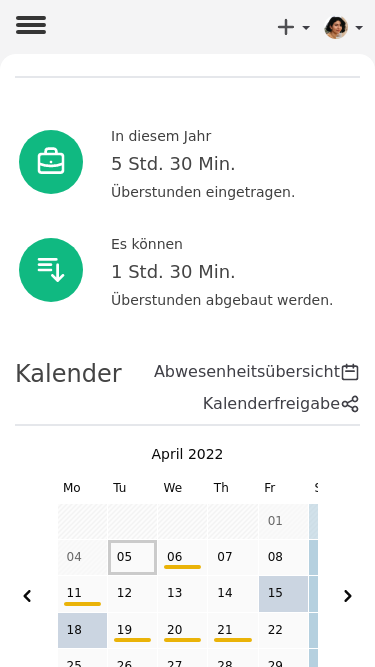 In diesem Jahr
5 Std. 30 Min.
Überstunden eingetragen.
Es können
1 Std. 30 Min.
Überstunden abgebaut werden.
Kalender
Abwesenheitsübersicht
Kalenderfreigabe
April 2022
Mo Tu We Th Fr
01
04 05 06 07 08
11 12 13 14 15
18 19 20 21 22
25 26 27 28 29